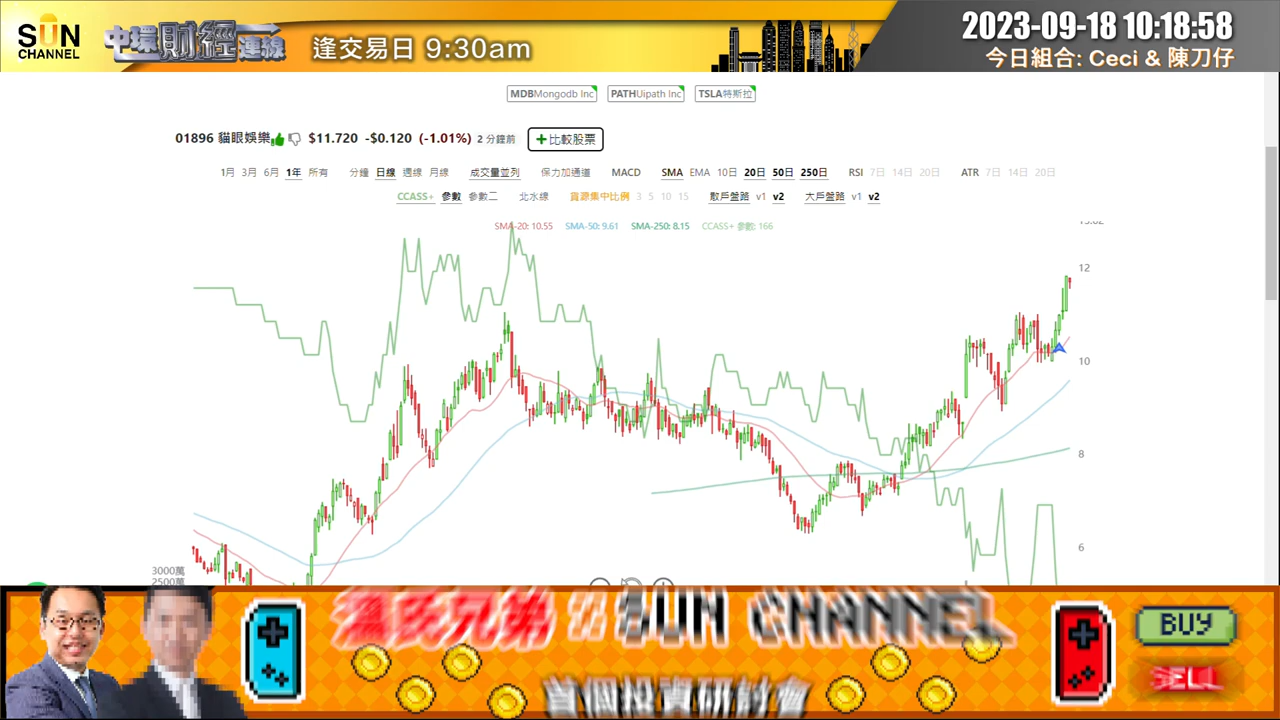 SUN
CHANNEL
中環財經連線
逢交易日 9:30am
2023-09-18 10:18:58
今日組合: Ceci & 陳刀仔
MDBMongodb Inc
PATHUipath Inc
TSLA特斯拉
01896 貓眼娛樂 $11.720 -$0.120 (-1.01%) 2 分鐘前
+比較股票
1月 3月 6月 1年 所有 分鐘 日線 週線 月線 成交量並列 保力加通道 MACD SMA EMA 10日 20日 50日 250日 RSI 7日 14日 20日 ATR 7日 14日 20日
CCASS+ 參數 參數二 北水線 貨源集中比例 3 5 10 15 散戶盤路 v1 v2 大戶盤路 v1 v2
SMA-20: 10.55 SMA-50: 9.61 SMA-250: 8.15 CCASS+ 參數: 166
12
10
8
6
3000萬
2500萬
溫氏兄弟 SUN CHANNEL
首個投資研討會
BUY
SELL